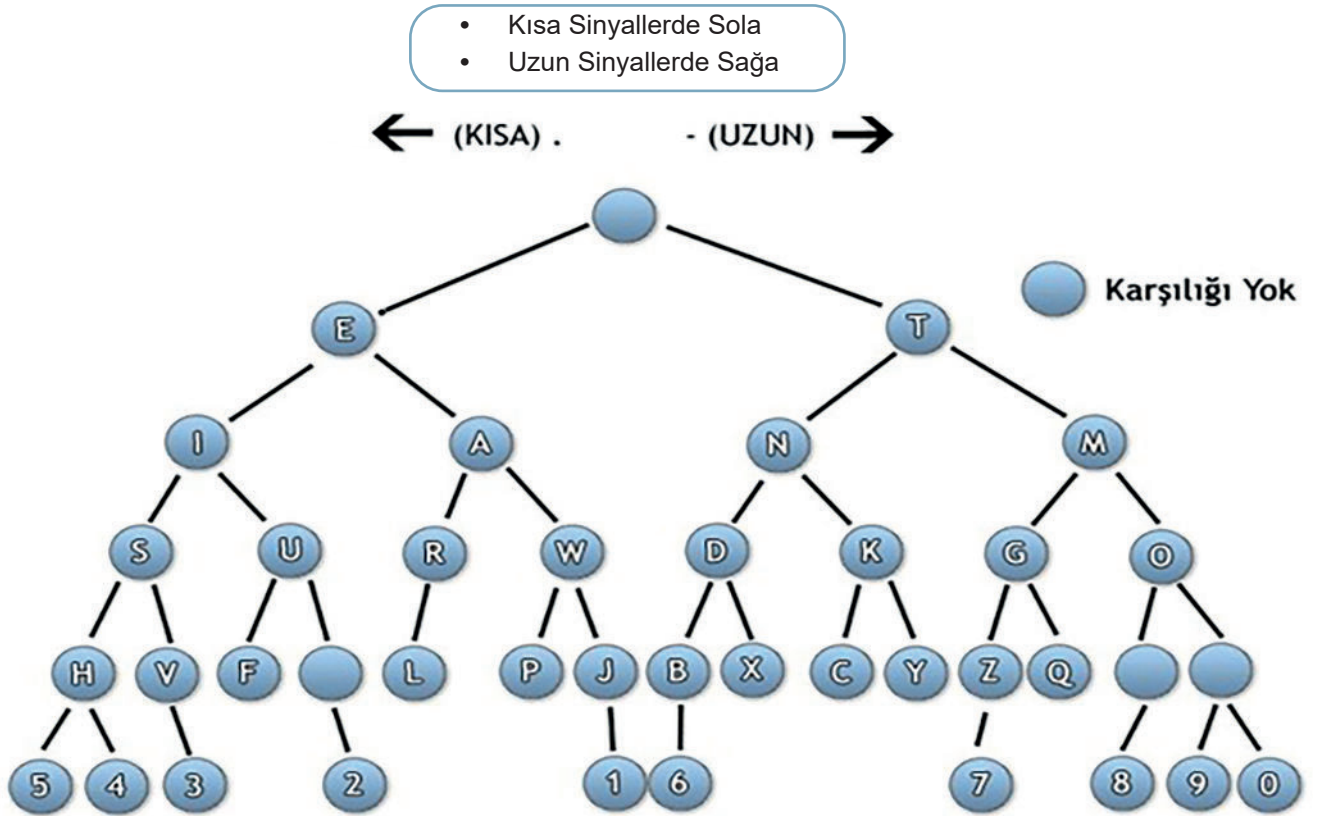 • Kısa Sinyallerde Sola
• Uzun Sinyallerde Sağa
← (KISA) . - (UZUN) →
Karşılığı Yok
E T
I A N M
S U R W D K G O
H V F L P J B X C Y Z Q
5 4 3 2 1 6 7 8 9 0